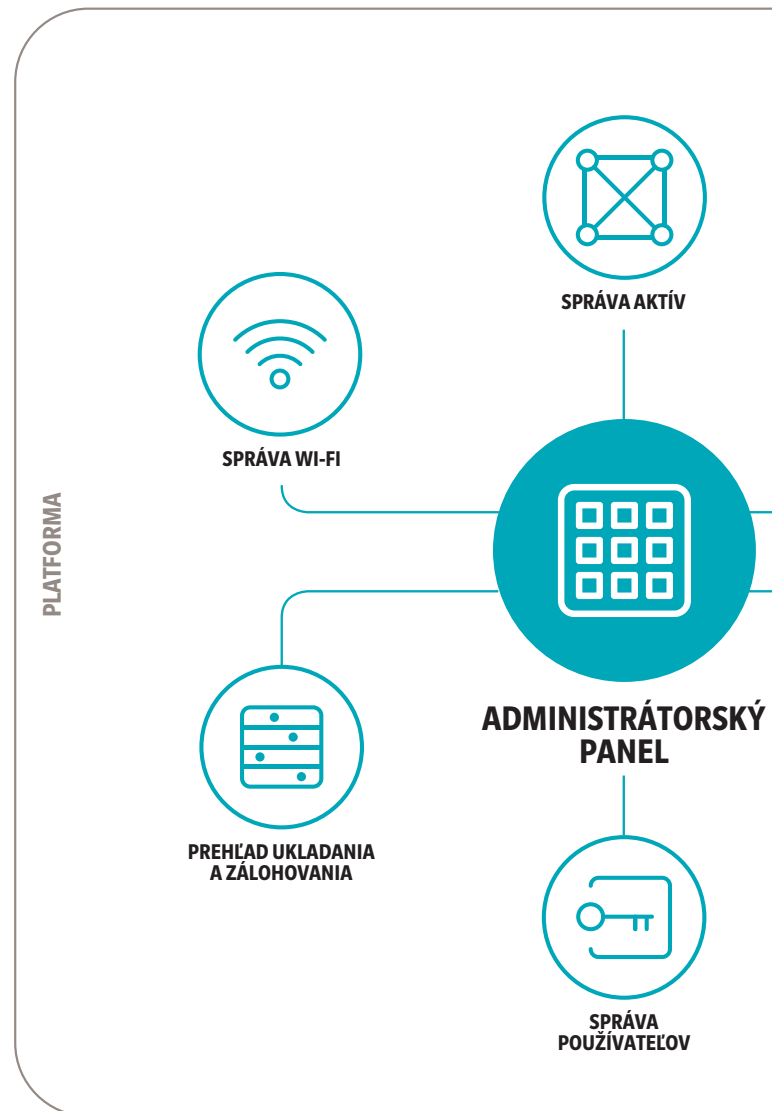 SPRÁVA AKTÍV
SPRÁVA WI-FI
PLATFORMA
ADMINISTRÁTORSKÝ
PANEL
PREHĽAD UKLADANIA
A ZÁLOHOVANIA
SPRÁVA
POUŽÍVATEĽOV